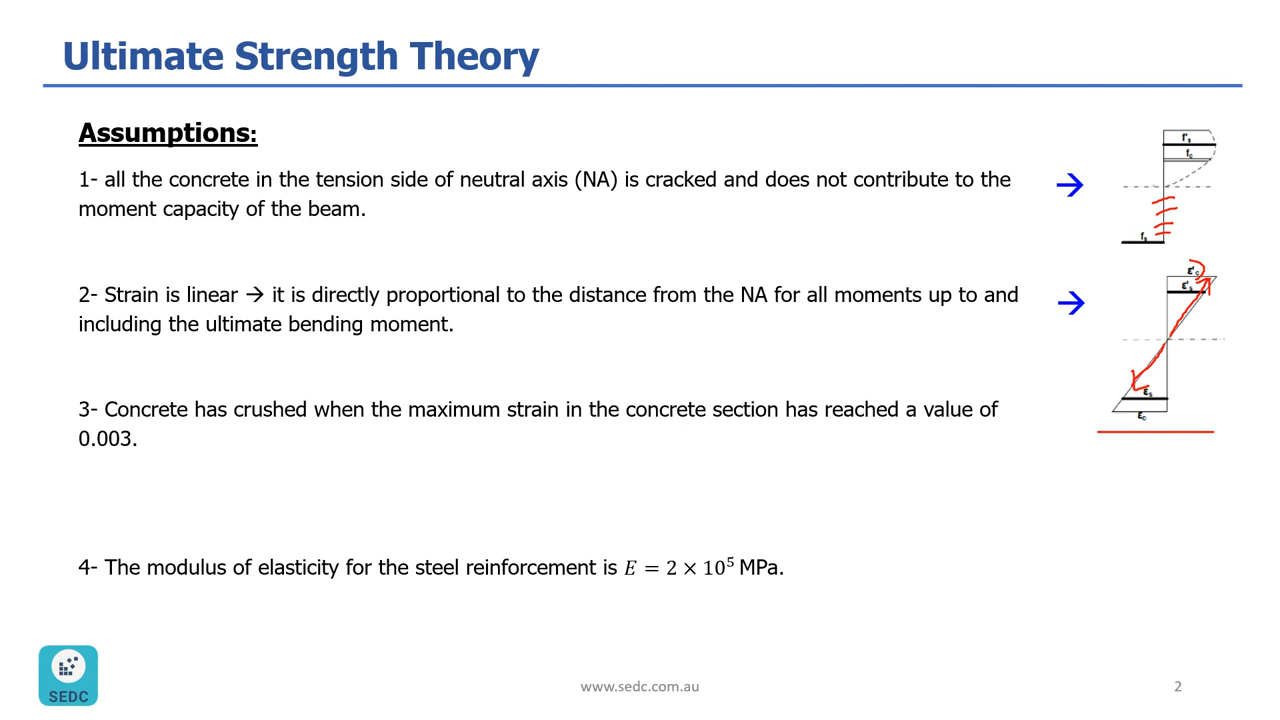 Ultimate Strength Theory
Assumptions:
1- all the concrete in the tension side of neutral axis (NA) is cracked and does not contribute to the
moment capacity of the beam.
f's
fc
fs
2- Strain is linear → it is directly proportional to the distance from the NA for all moments up to and
including the ultimate bending moment.
ε'c
ε's
εs
εc
3- Concrete has crushed when the maximum strain in the concrete section has reached a value of
0.003.
4- The modulus of elasticity for the steel reinforcement is E = 2 × 10⁵ MPa.
SEDC
www.sedc.com.au
2